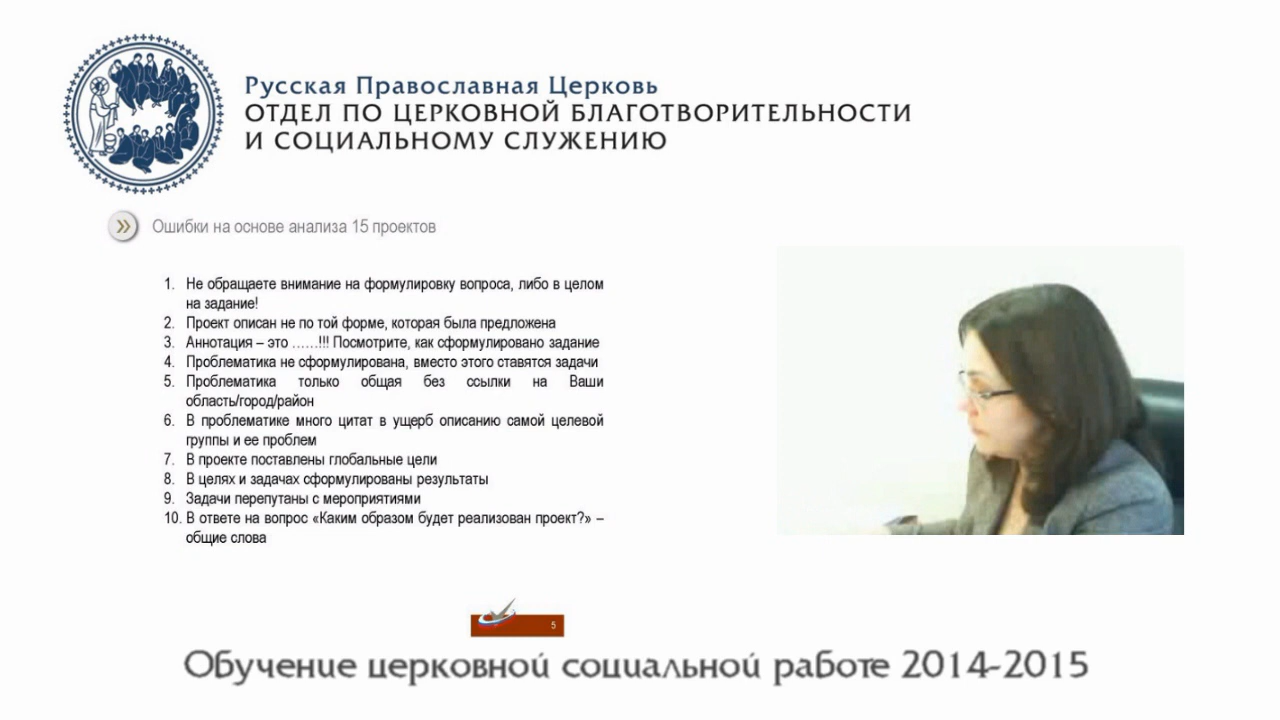 Русская Православная Церковь
ОТДЕЛ ПО ЦЕРКОВНОЙ БЛАГОТВОРИТЕЛЬНОСТИ
И СОЦИАЛЬНОМУ СЛУЖЕНИЮ
Ошибки на основе анализа 15 проектов
1. Не обращаете внимание на формулировку вопроса, либо в целом
на задание!
2. Проект описан не по той форме, которая была предложена
3. Аннотация – это ……!!! Посмотрите, как сформулировано задание
4. Проблематика не сформулирована, вместо этого ставятся задачи
5. Проблематика только общая без ссылки на Ваши
область/город/район
6. В проблематике много цитат в ущерб описанию самой целевой
группы и ее проблем
7. В проекте поставлены глобальные цели
8. В целях и задачах сформулированы результаты
9. Задачи перепутаны с мероприятиями
10. В ответе на вопрос «Каким образом будет реализован проект?» –
общие слова
5
Обучение церковной социальной работе 2014-2015